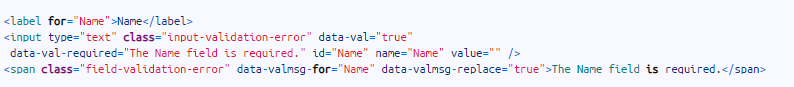 <label for="Name">Name</label>
<input type="text" class="input-validation-error" data-val="true"
data-val-required="The Name field is required." id="Name" name="Name" value="" />
<span class="field-validation-error" data-valmsg-for="Name" data-valmsg-replace="true">The Name field is required.</span>